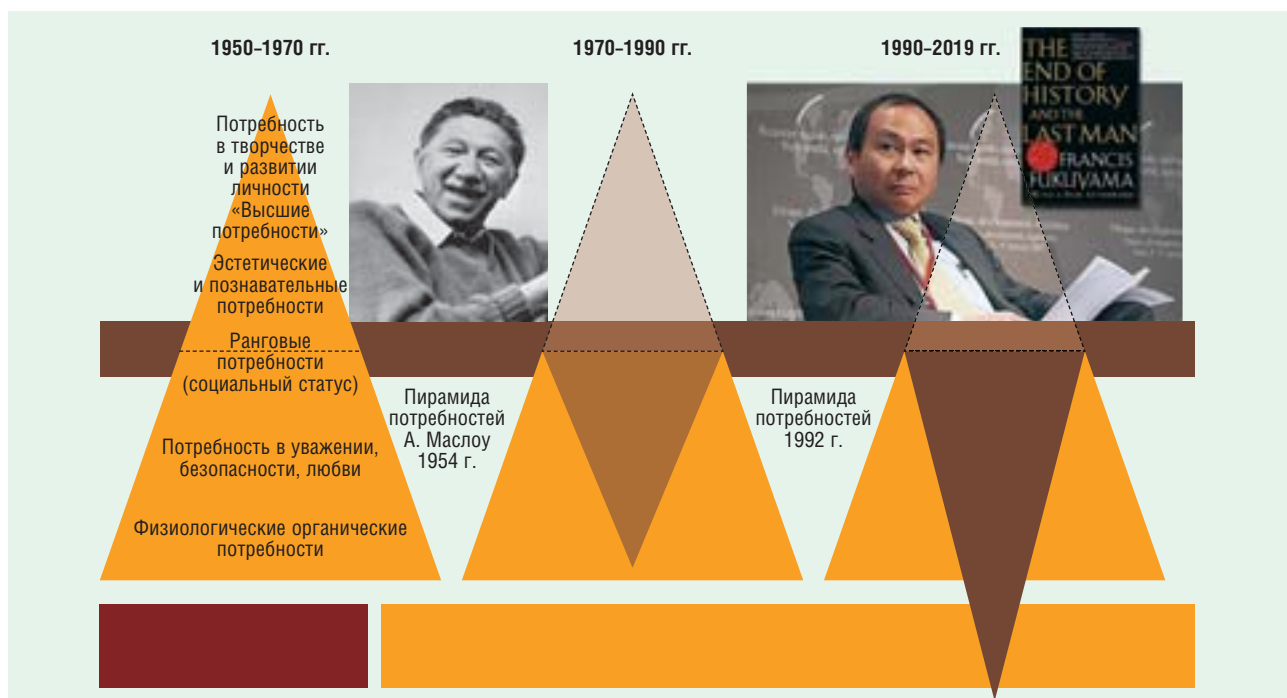 1950–1970 гг.
1970–1990 гг.
1990–2019 гг.
THE
END OF
HISTORY
AND THE
LAST MAN
FRANCIS
FUKUYAMA
Потребность
в творчестве
и развитии
личности
«Высшие
потребности»
Эстетические
и познавательные
потребности
Ранговые
потребности
(социальный статус)
Потребность в уважении,
безопасности, любви
Физиологические органические
потребности
Пирамида
потребностей
А. Маслоу
1954 г.
Пирамида
потребностей
1992 г.